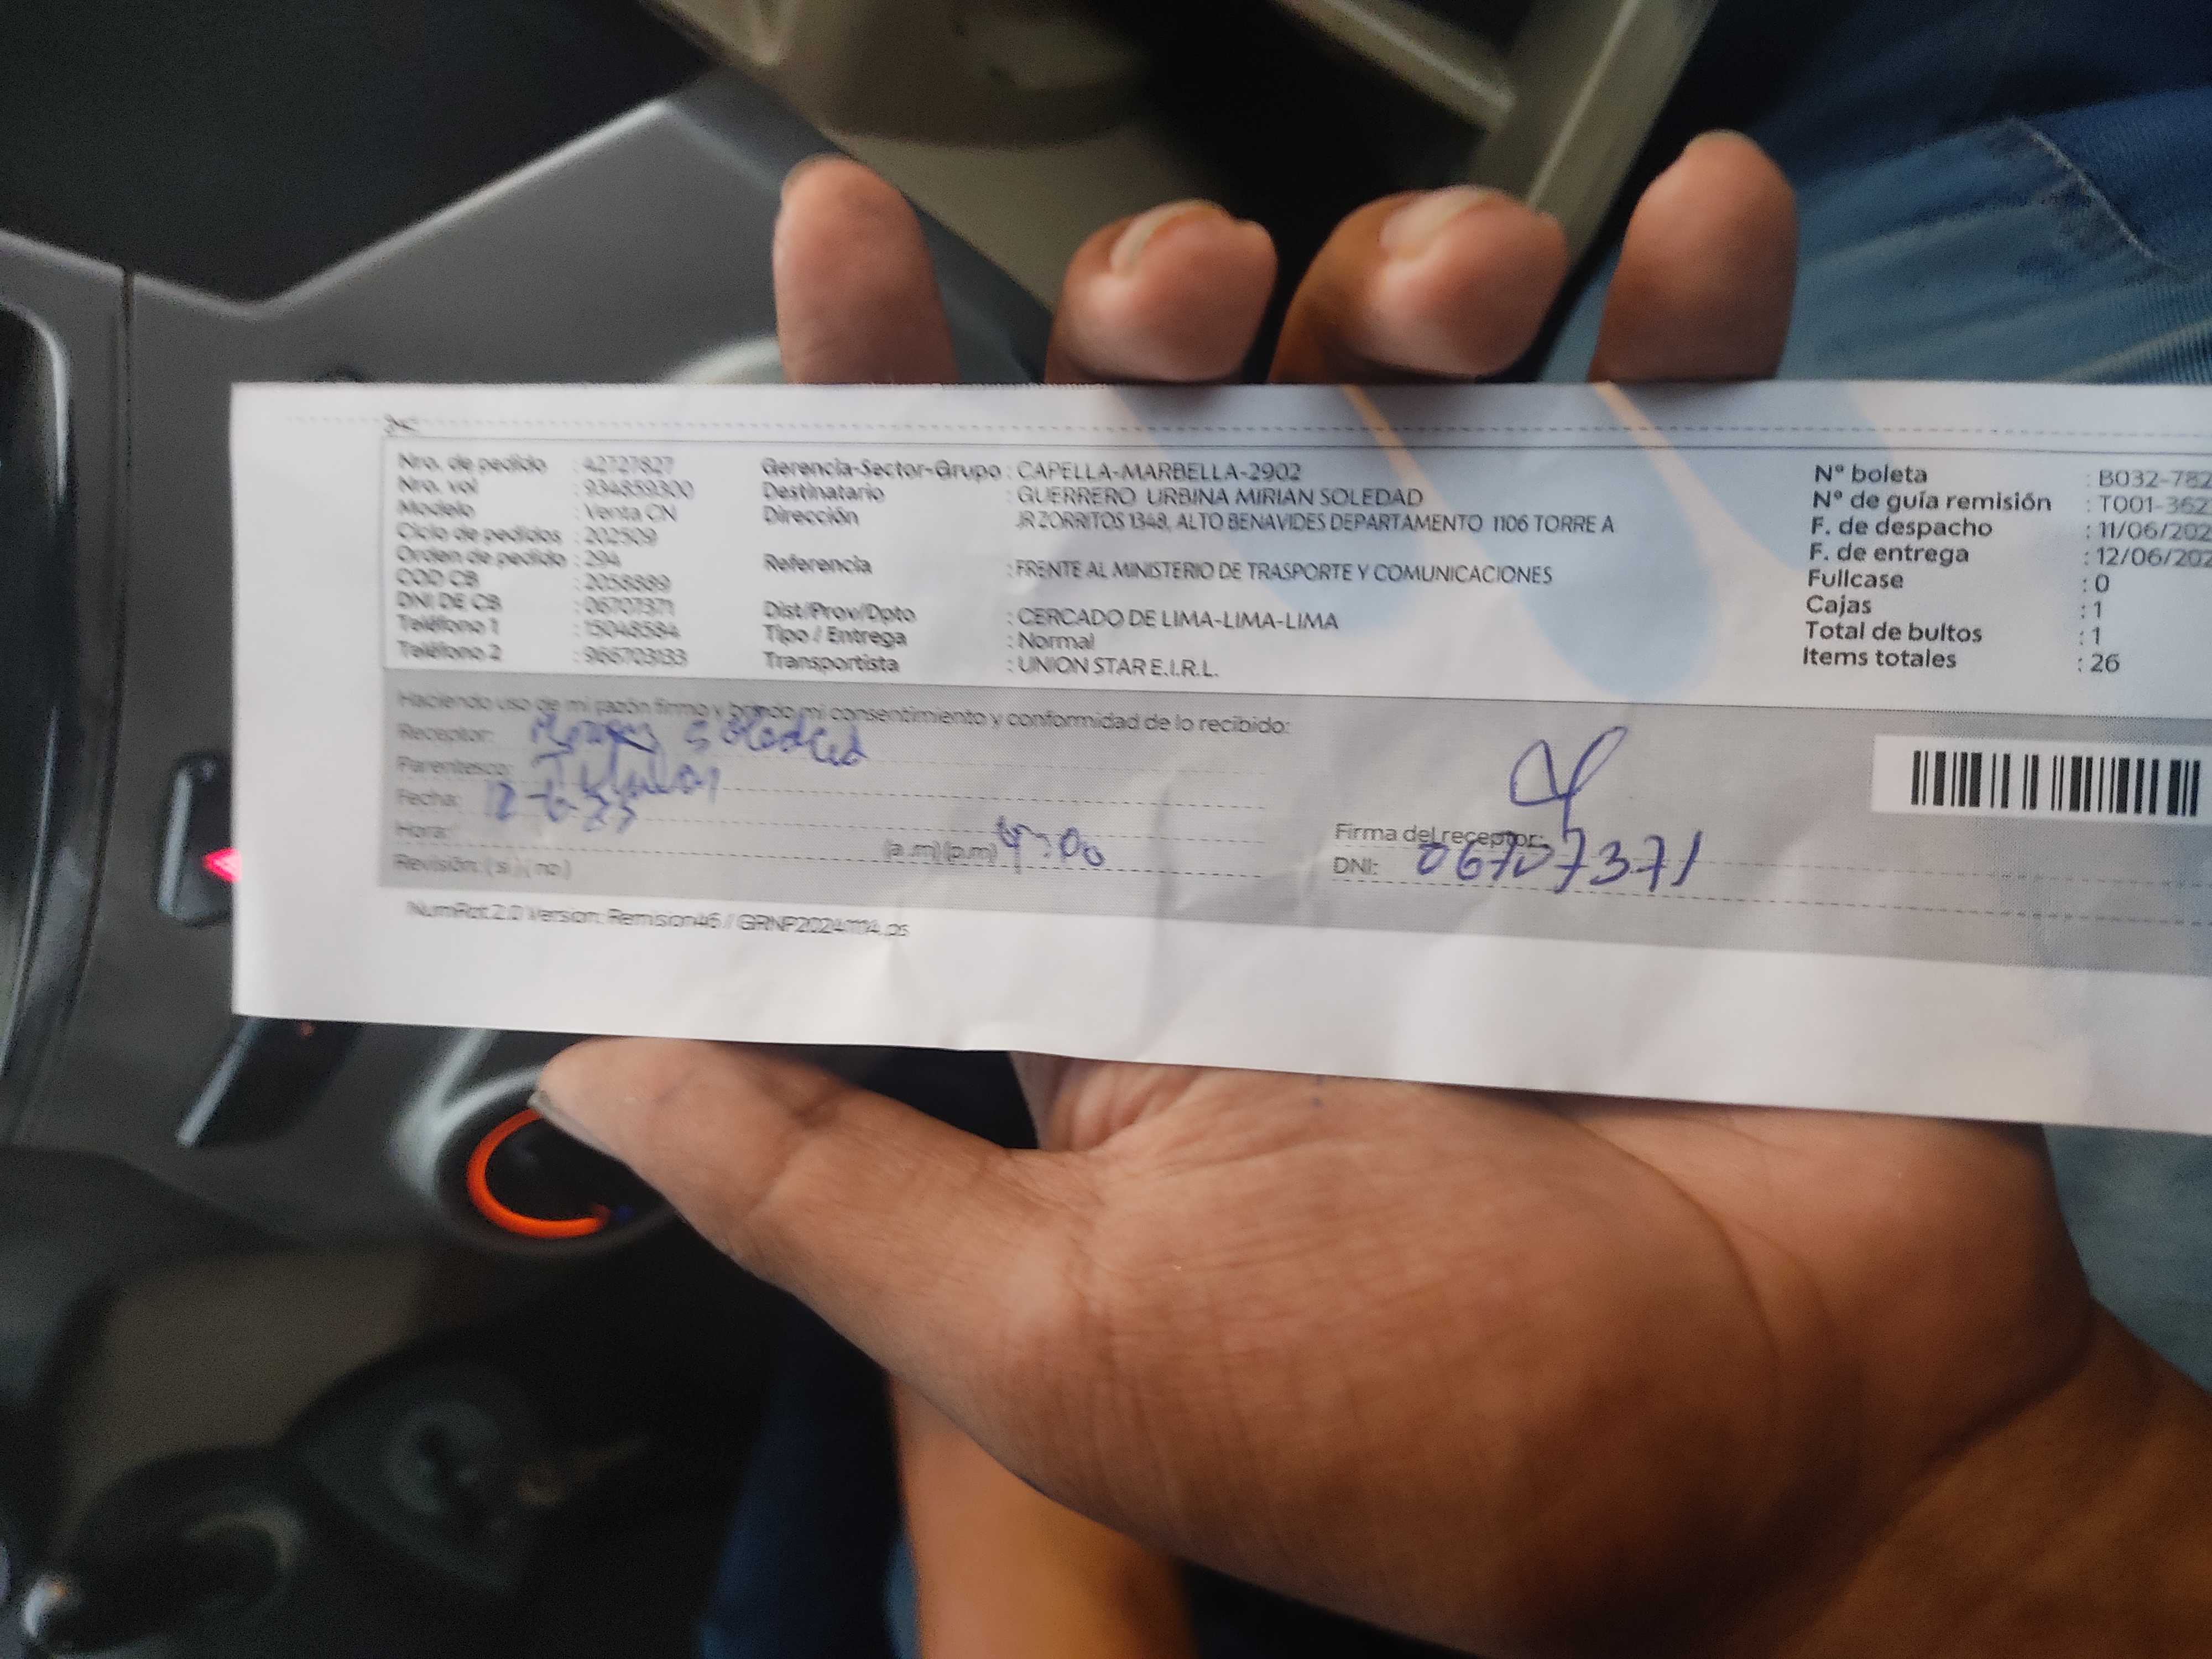 Nro. de pedido : 42727827
Nro. vol : 934859300
Modelo : Venta CN
Ciclo de pedidos : 202509
Orden de pedido : 294
COD CB : 2058889
DNI DE CB : 06707371
Teléfono 1 : 15048584
Teléfono 2 : 966703133
Gerencia-Sector-Grupo : CAPELLA-MARBELLA-2902
Destinatario : GUERRERO URBINA MIRIAN SOLEDAD
Dirección JR ZORRITOS 1348, ALTO BENAVIDES DEPARTAMENTO 1106 TORRE A
Referencia : FRENTE AL MINISTERIO DE TRASPORTE Y COMUNICACIONES
Dist/Prov/Dpto : CERCADO DE LIMA-LIMA-LIMA
Tipo / Entrega : Normal
Transportista : UNION STAR E.I.R.L.
N° boleta : B032-782
N° de guía remisión : T001-362
F. de despacho : 11/06/202
F. de entrega : 12/06/202
Fullcase : 0
Cajas : 1
Total de bultos : 1
Items totales : 26
Haciendo uso de mi razón firmo y brindo mi consentimiento y conformidad de lo recibido:
Receptor: Soledad
Parentesco: Titular
Fecha: 12-6-25
Hora: (a.m) (p.m) 4:00
Revisión: ( si ) ( no )
Firma del receptor:
DNI: 06707371
NumRot 2.0 Version: Remision46 / GRNF20241114.ps